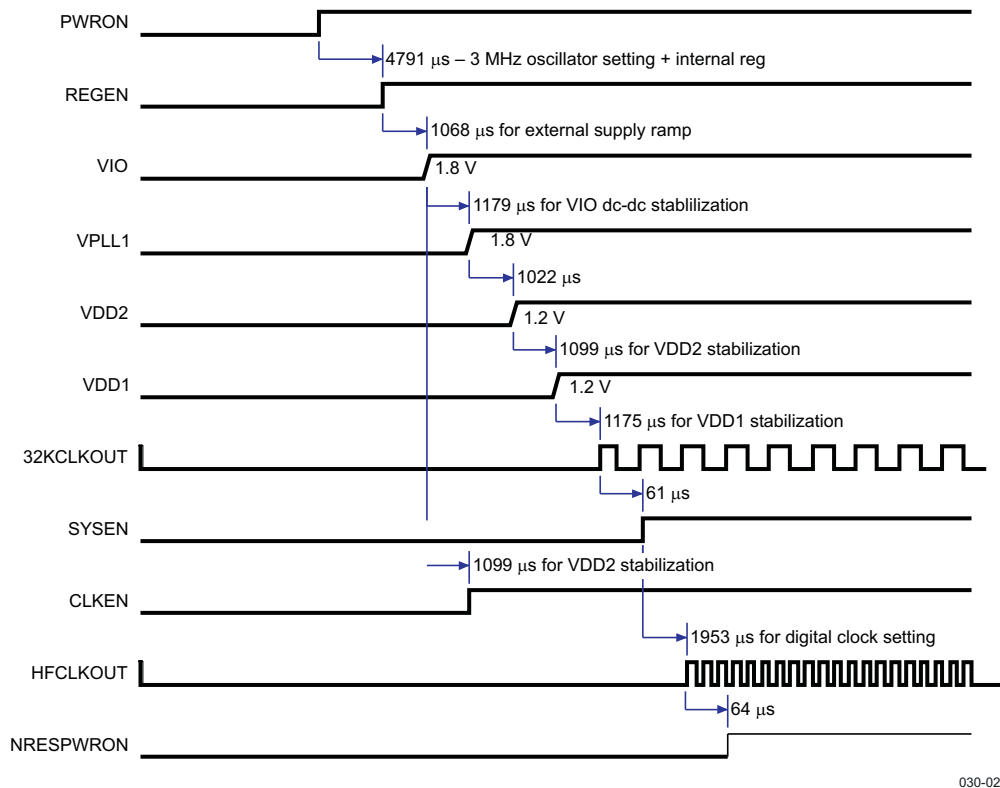 PWRON
4791 μs – 3 MHz oscillator setting + internal reg
REGEN
1068 μs for external supply ramp
VIO
1.8 V
1179 μs for VIO dc-dc stablilization
VPLL1
1.8 V
1022 μs
VDD2
1.2 V
1099 μs for VDD2 stabilization
VDD1
1.2 V
1175 μs for VDD1 stabilization
32KCLKOUT
61 μs
SYSEN
1099 μs for VDD2 stabilization
CLKEN
1953 μs for digital clock setting
HFCLKOUT
64 μs
NRESPWRON
030-02